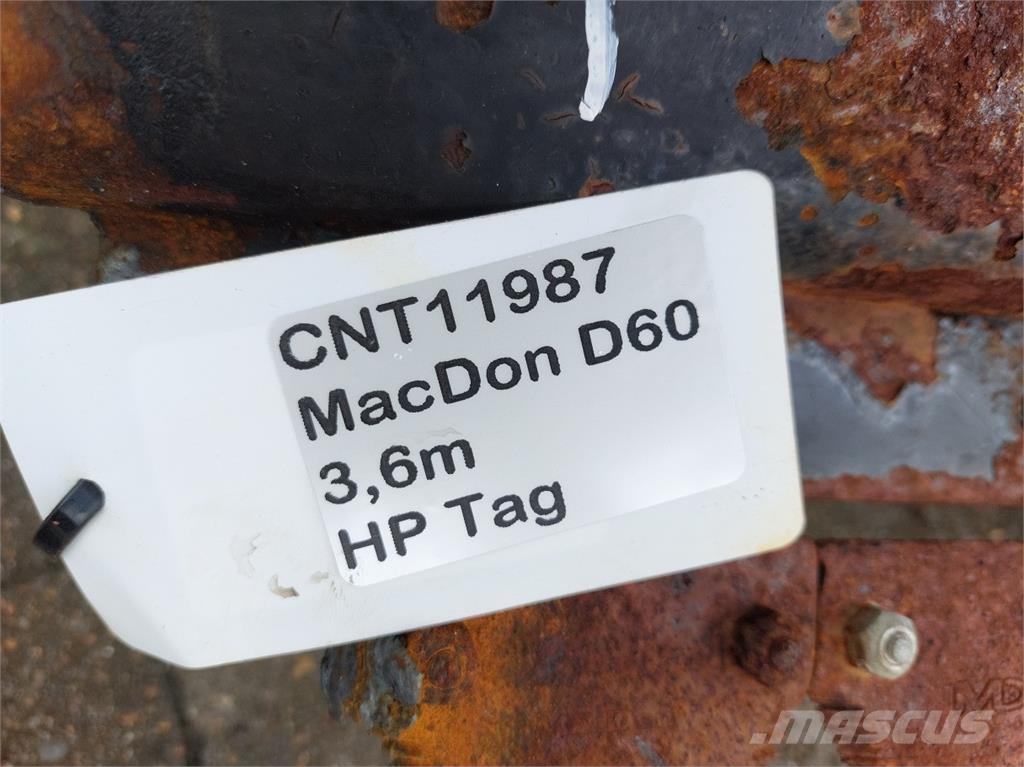 CNT11987
MacDon D60
3,6m
HP Tag
MASCUS